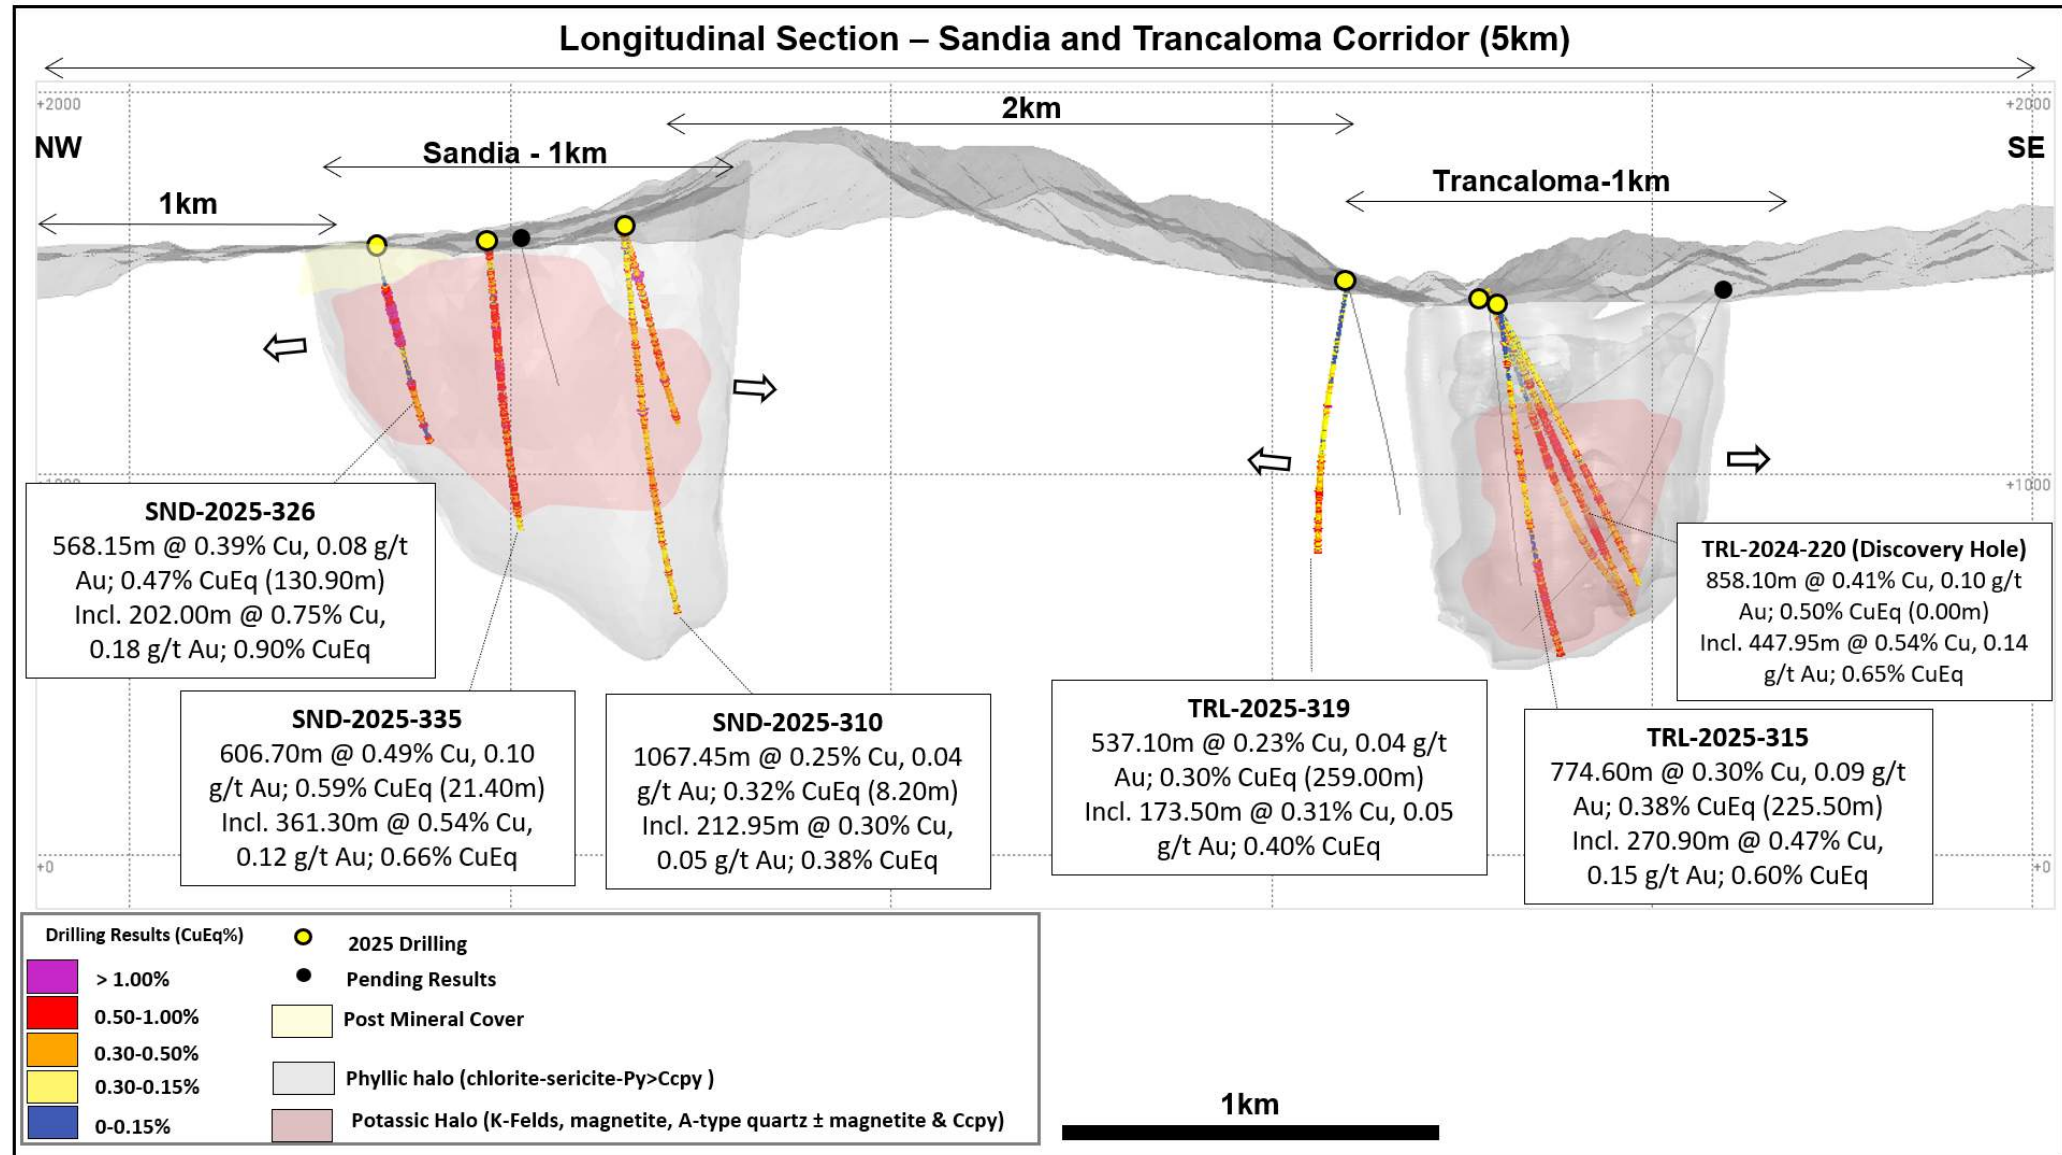 Longitudinal Section – Sandia and Trancaloma Corridor (5km)
+2000
+2000
2km
NW
SE
Sandia - 1km
Trancaloma-1km
1km
+1000
SND-2025-326
568.15m @ 0.39% Cu, 0.08 g/t
Au; 0.47% CuEq (130.90m)
Incl. 202.00m @ 0.75% Cu,
0.18 g/t Au; 0.90% CuEq
TRL-2024-220 (Discovery Hole)
858.10m @ 0.41% Cu, 0.10 g/t
Au; 0.50% CuEq (0.00m)
Incl. 447.95m @ 0.54% Cu, 0.14
g/t Au; 0.65% CuEq
SND-2025-335
606.70m @ 0.49% Cu, 0.10
g/t Au; 0.59% CuEq (21.40m)
Incl. 361.30m @ 0.54% Cu,
0.12 g/t Au; 0.66% CuEq
SND-2025-310
1067.45m @ 0.25% Cu, 0.04
g/t Au; 0.32% CuEq (8.20m)
Incl. 212.95m @ 0.30% Cu,
0.05 g/t Au; 0.38% CuEq
TRL-2025-319
537.10m @ 0.23% Cu, 0.04 g/t
Au; 0.30% CuEq (259.00m)
Incl. 173.50m @ 0.31% Cu, 0.05
g/t Au; 0.40% CuEq
TRL-2025-315
774.60m @ 0.30% Cu, 0.09 g/t
Au; 0.38% CuEq (225.50m)
Incl. 270.90m @ 0.47% Cu,
0.15 g/t Au; 0.60% CuEq
+0
+0
Drilling Results (CuEq%)
> 1.00%
0.50-1.00%
0.30-0.50%
0.30-0.15%
0-0.15%
2025 Drilling
Pending Results
Post Mineral Cover
Phyllic halo (chlorite-sericite-Py>Ccpy )
Potassic Halo (K-Felds, magnetite, A-type quartz ± magnetite & Ccpy)
1km